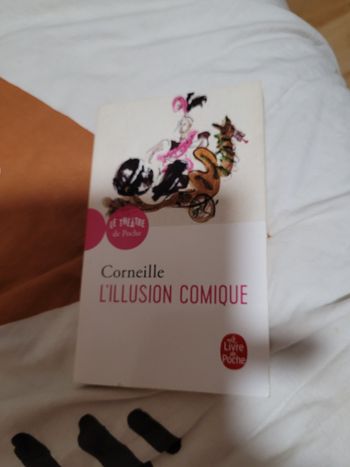 LE THÉÂTRE
de Poche
Corneille
L'ILLUSION COMIQUE
Le
Livre
de
Poche